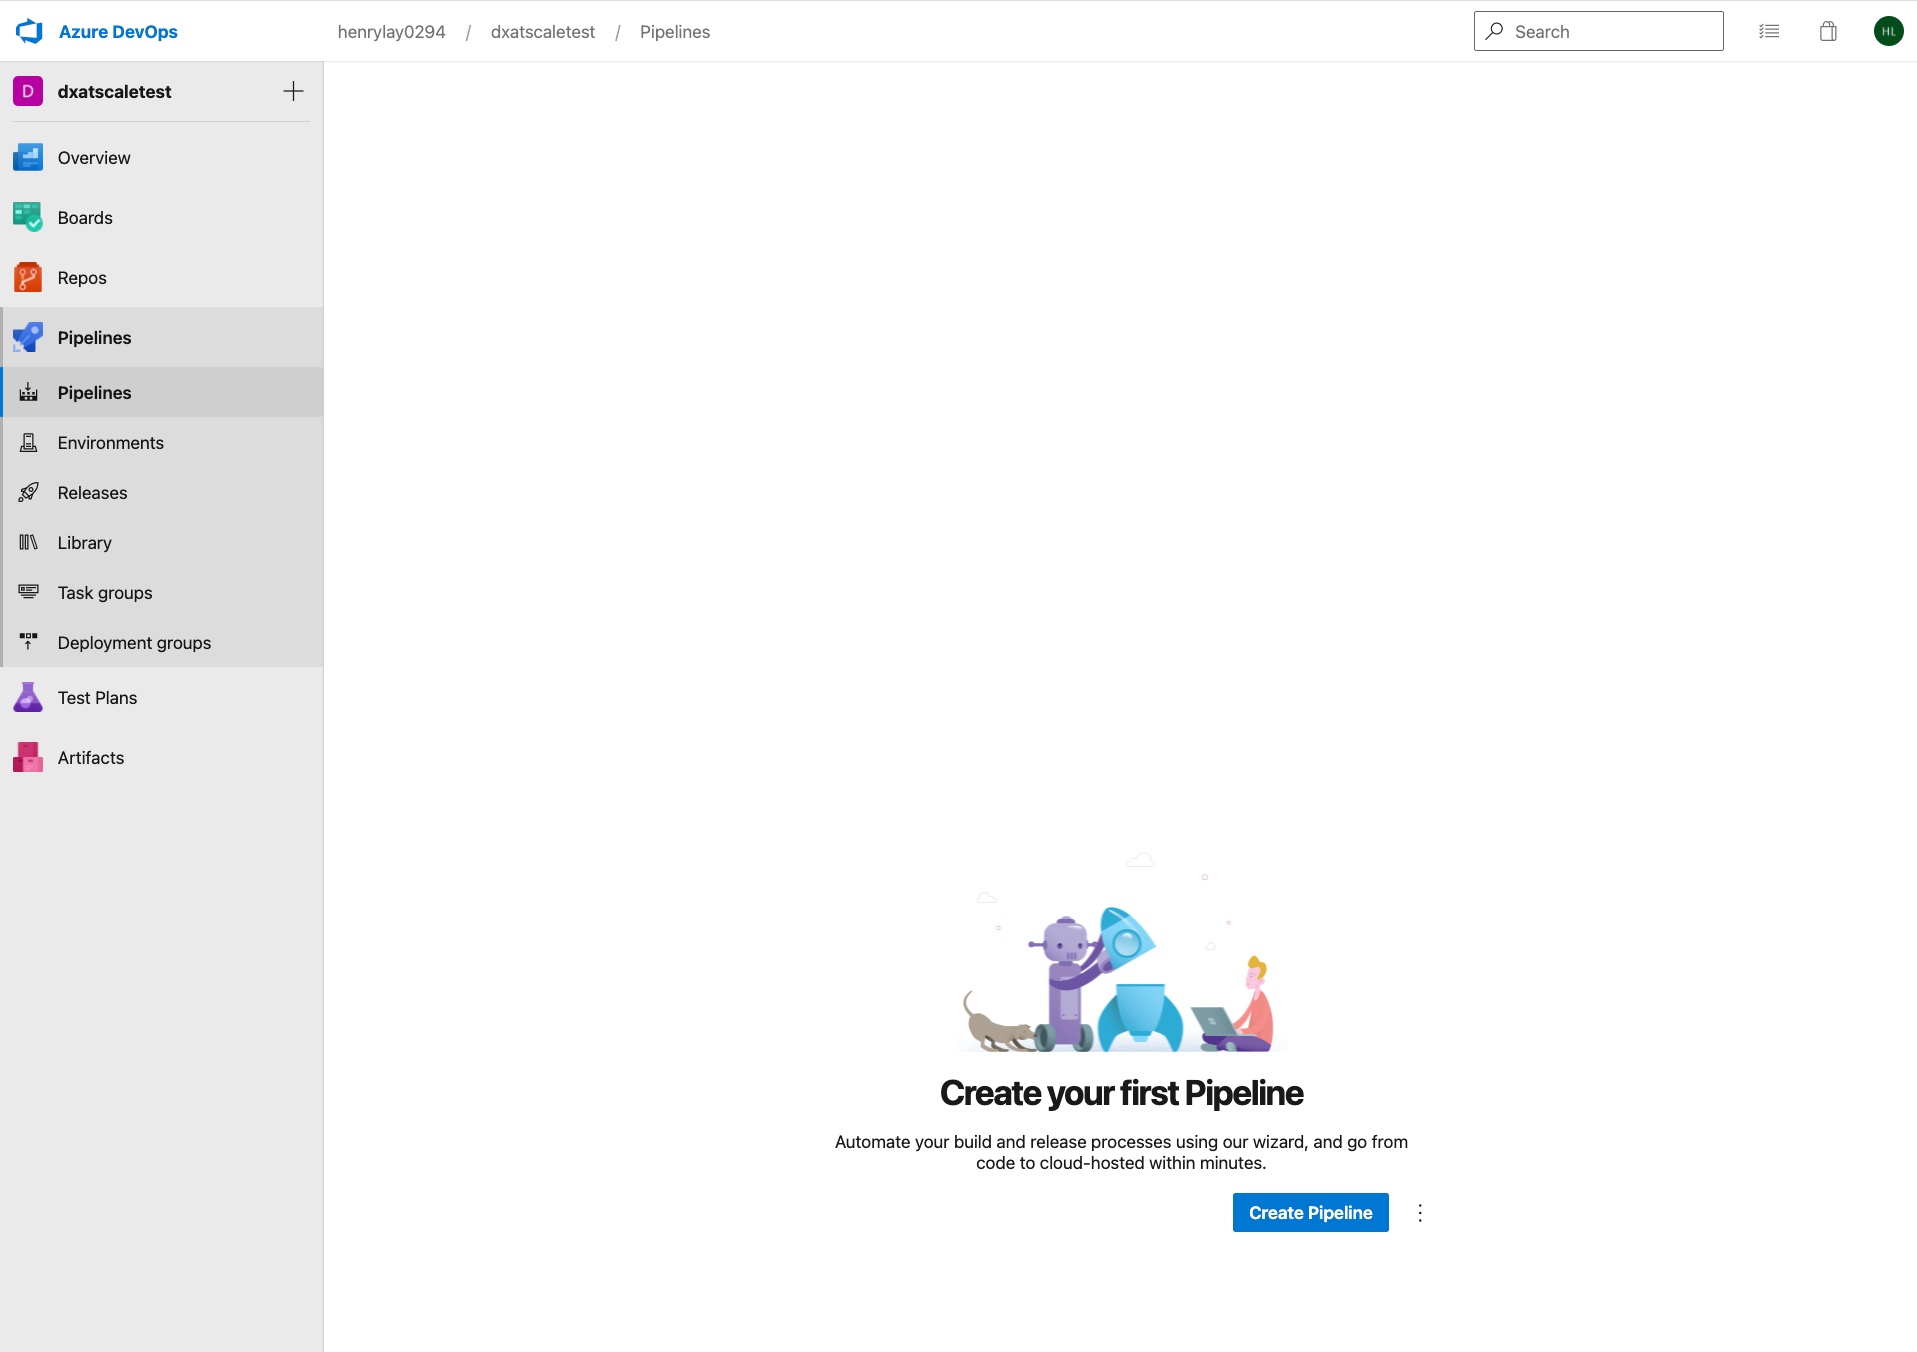 Azure DevOps
henrylay0294 / dxatscaletest / Pipelines
Search
HL
D
dxatscaletest
Overview
Boards
Repos
Pipelines
Pipelines
Environments
Releases
Library
Task groups
Deployment groups
Test Plans
Artifacts
Create your first Pipeline
Automate your build and release processes using our wizard, and go from
code to cloud-hosted within minutes.
Create Pipeline